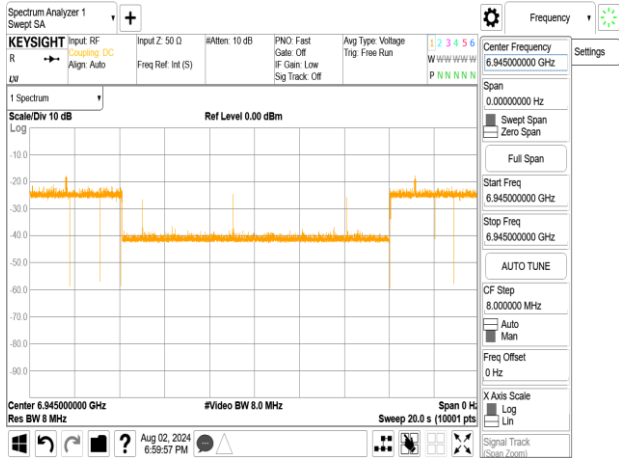 Spectrum Analyzer 1
Swept SA
+
Frequency
KEYSIGHT
Input: RF
Coupling: DC
Align: Auto
Input Z: 50 Ω
Freq Ref: Int (S)
#Atten: 10 dB
PNO: Fast
Gate: Off
IF Gain: Low
Sig Track: Off
Avg Type: Voltage
Trig: Free Run
1 2 3 4 5 6
W W W W W W
P N N N N N
R
LXI
Settings
1 Spectrum
Scale/Div 10 dB
Ref Level 0.00 dBm
Log
-10.0
-20.0
-30.0
-40.0
-50.0
-60.0
-70.0
-80.0
-90.0
Center 6.945000000 GHz
#Video BW 8.0 MHz
Span 0 Hz
Res BW 8 MHz
Sweep 20.0 s (10001 pts
Center Frequency
6.945000000 GHz
Span
0.00000000 Hz
Swept Span
Zero Span
Full Span
Start Freq
6.945000000 GHz
Stop Freq
6.945000000 GHz
AUTO TUNE
CF Step
8.000000 MHz
Auto
Man
Freq Offset
0 Hz
X Axis Scale
Log
Lin
Signal Track
(Span Zoom)
?
Aug 02, 2024
6:59:57 PM